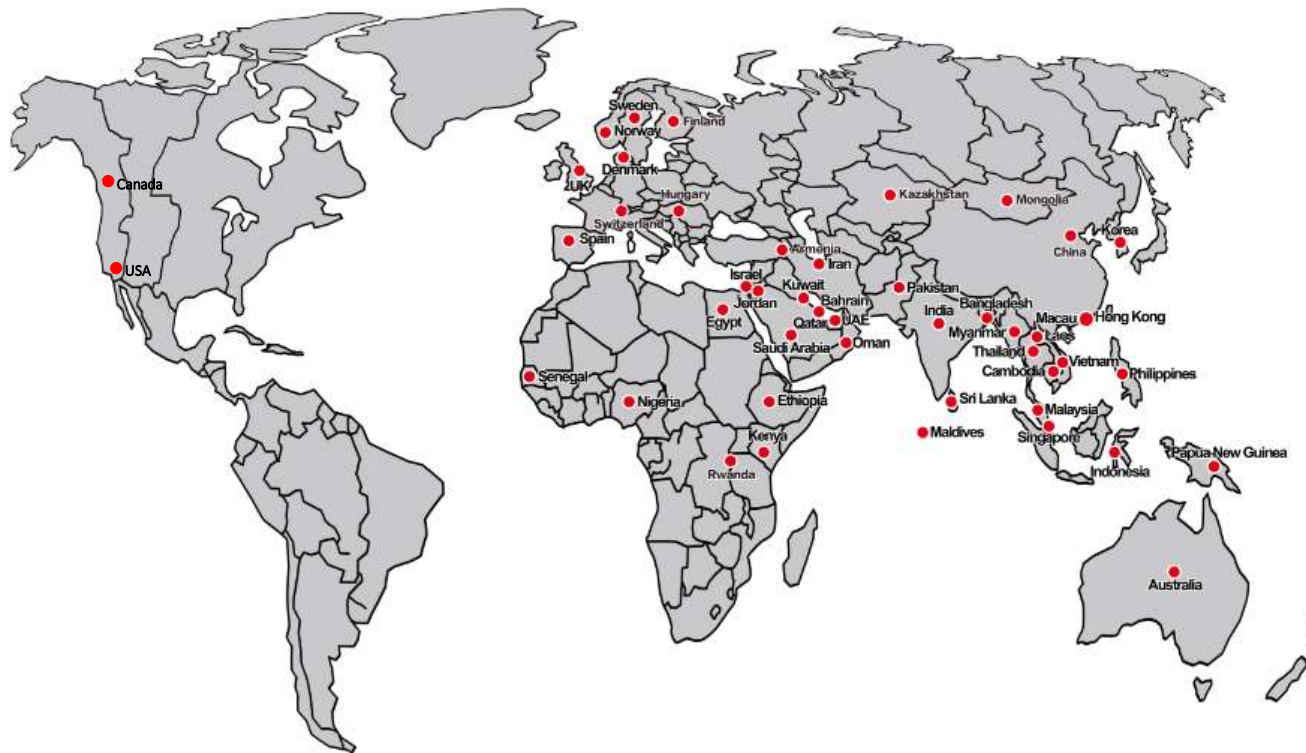 Sweden
Finland
Norway
Denmark
UK
Canada
Hungary
Kazakhstan
Mongolia
Switzerland
Spain
Korea
China
Armenia
Iran
USA
Israel
Kuwait
Pakistan
Jordan
Bahrain
Bangladesh
Egypt
Qatar
UAE
India
Macau
Hong Kong
Myanmar
Laos
Saudi Arabia
Oman
Thailand
Vietnam
Cambodia
Philippines
Senegal
Nigeria
Ethiopia
Sri Lanka
Malaysia
Maldives
Singapore
Kenya
Papua New Guinea
Rwanda
Indonesia
Australia